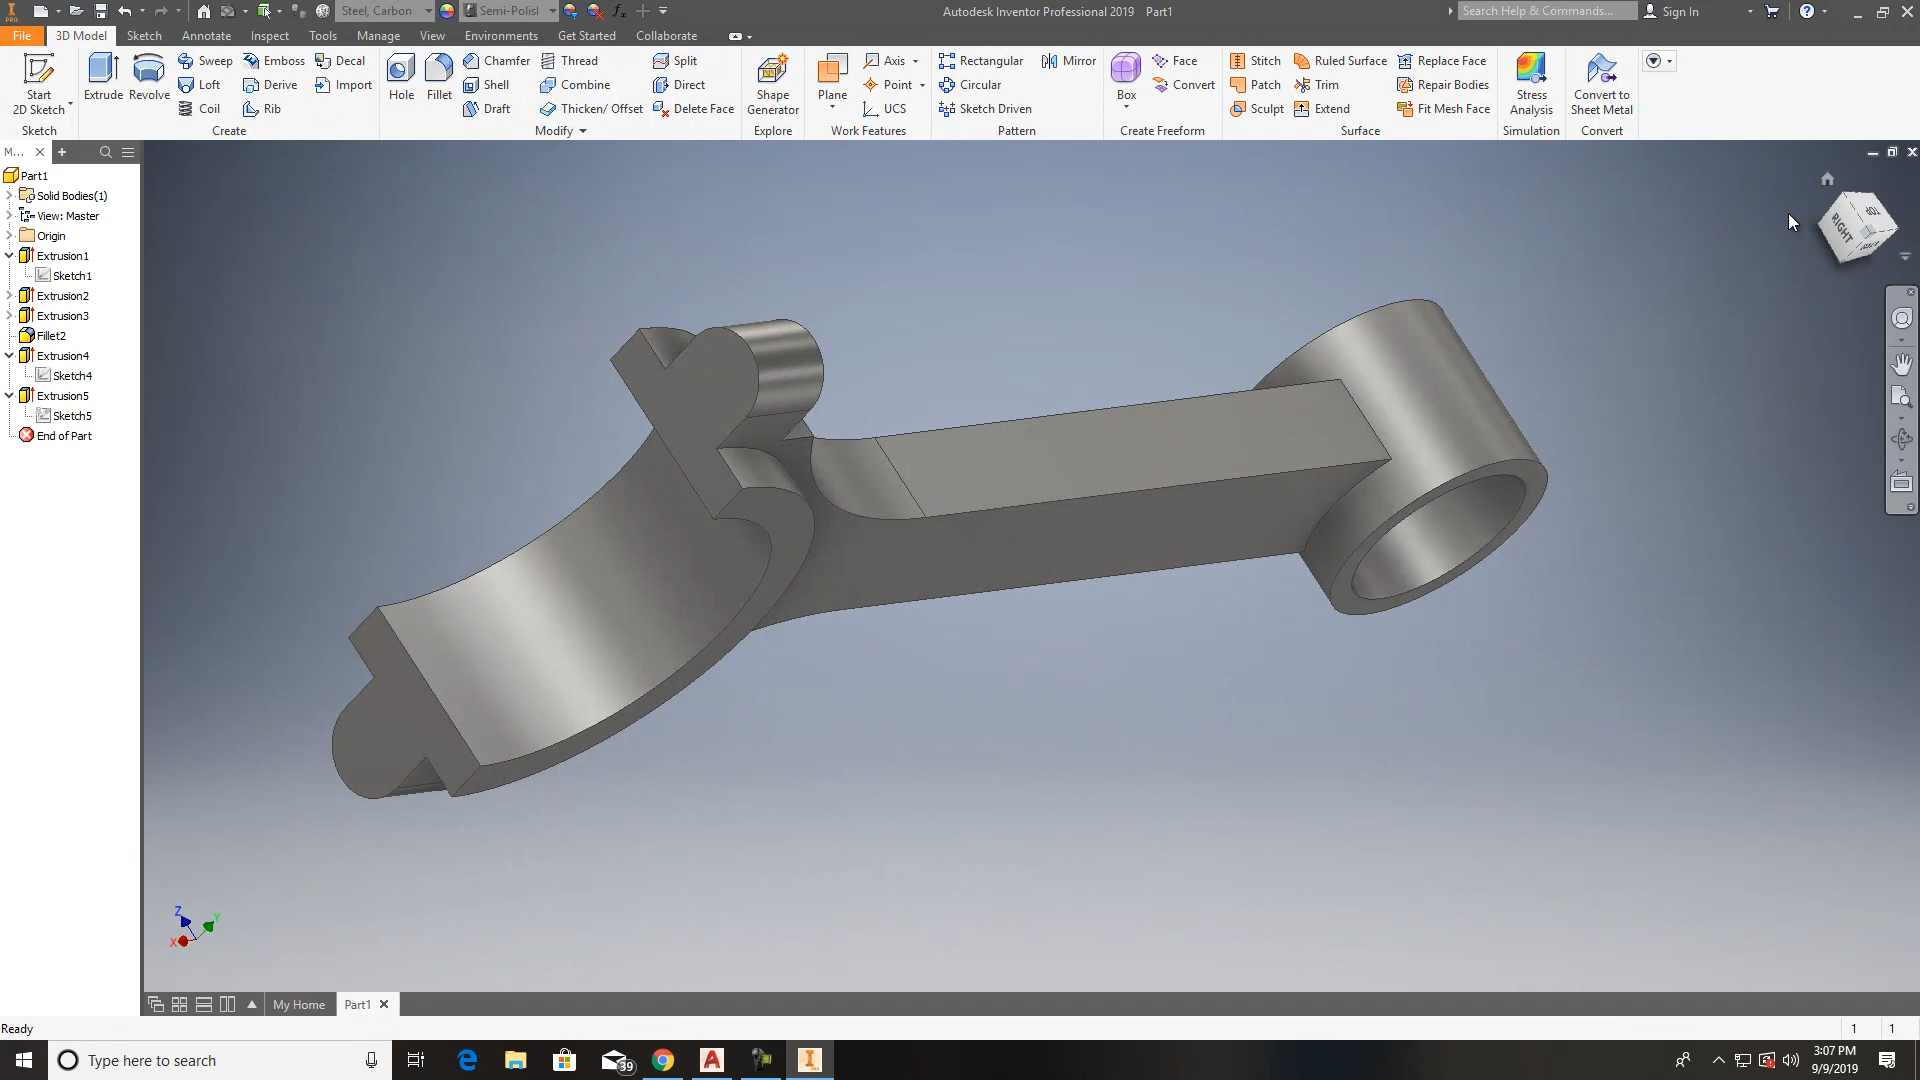 PRO
Steel, Carbon
Semi-Polisl
fx
Autodesk Inventor Professional 2019 Part1
Search Help & Commands...
Sign In
File
3D Model
Sketch
Annotate
Inspect
Tools
Manage
View
Environments
Get Started
Collaborate
Start
2D Sketch
Sketch
Extrude
Revolve
Sweep
Emboss
Decal
Loft
Derive
Import
Coil
Rib
Create
Hole
Fillet
Chamfer
Thread
Split
Shell
Combine
Direct
Draft
Thicken/ Offset
Delete Face
Modify
Shape
Generator
Explore
Plane
Axis
Point
UCS
Work Features
Rectangular
Mirror
Circular
Sketch Driven
Pattern
Box
Face
Convert
Create Freeform
Stitch
Ruled Surface
Replace Face
Patch
Trim
Repair Bodies
Sculpt
Extend
Fit Mesh Face
Surface
Stress
Analysis
Simulation
Convert to
Sheet Metal
Convert
M...
Part1
Solid Bodies(1)
View: Master
Origin
Extrusion1
Sketch1
Extrusion2
Extrusion3
Fillet2
Extrusion4
Sketch4
Extrusion5
Sketch5
End of Part
TOP
RIGHT
BACK
Z
Y
X
My Home
Part1
Ready
1
1
Type here to search
39
3:07 PM
9/9/2019